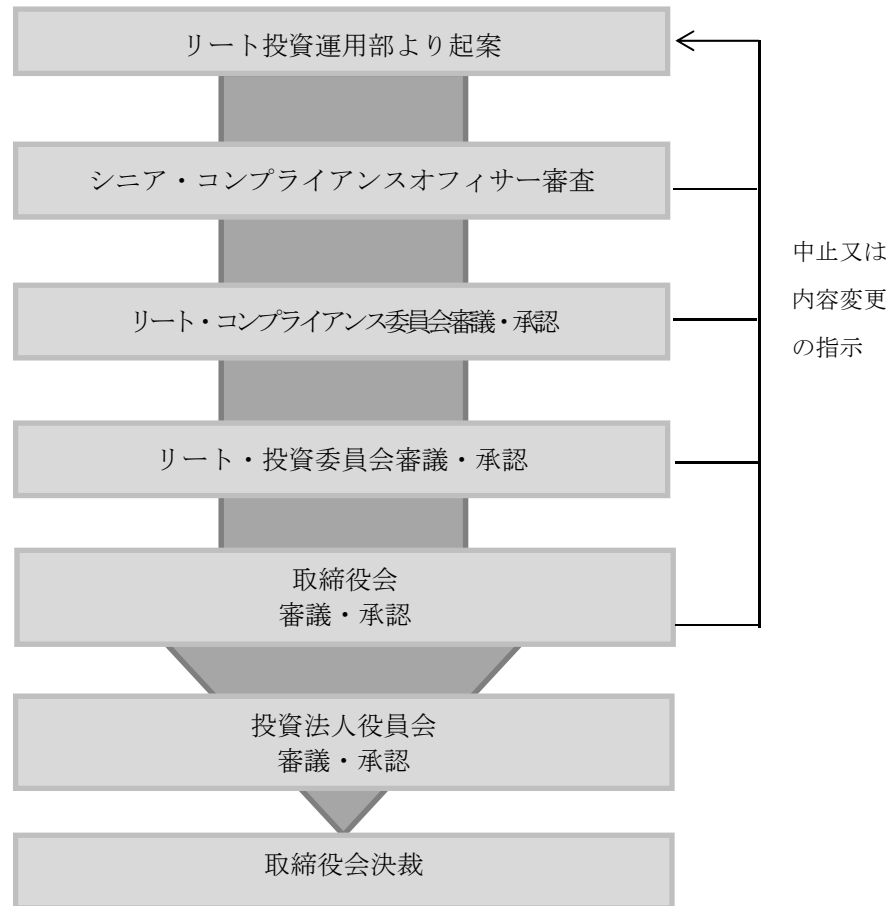 リート投資運用部より起案
シニア・コンプライアンスオフィサー審査
リート・コンプライアンス委員会審議・承認
リート・投資委員会審議・承認
取締役会
審議・承認
投資法人役員会
審議・承認
取締役会決裁
中止又は
内容変更
の指示